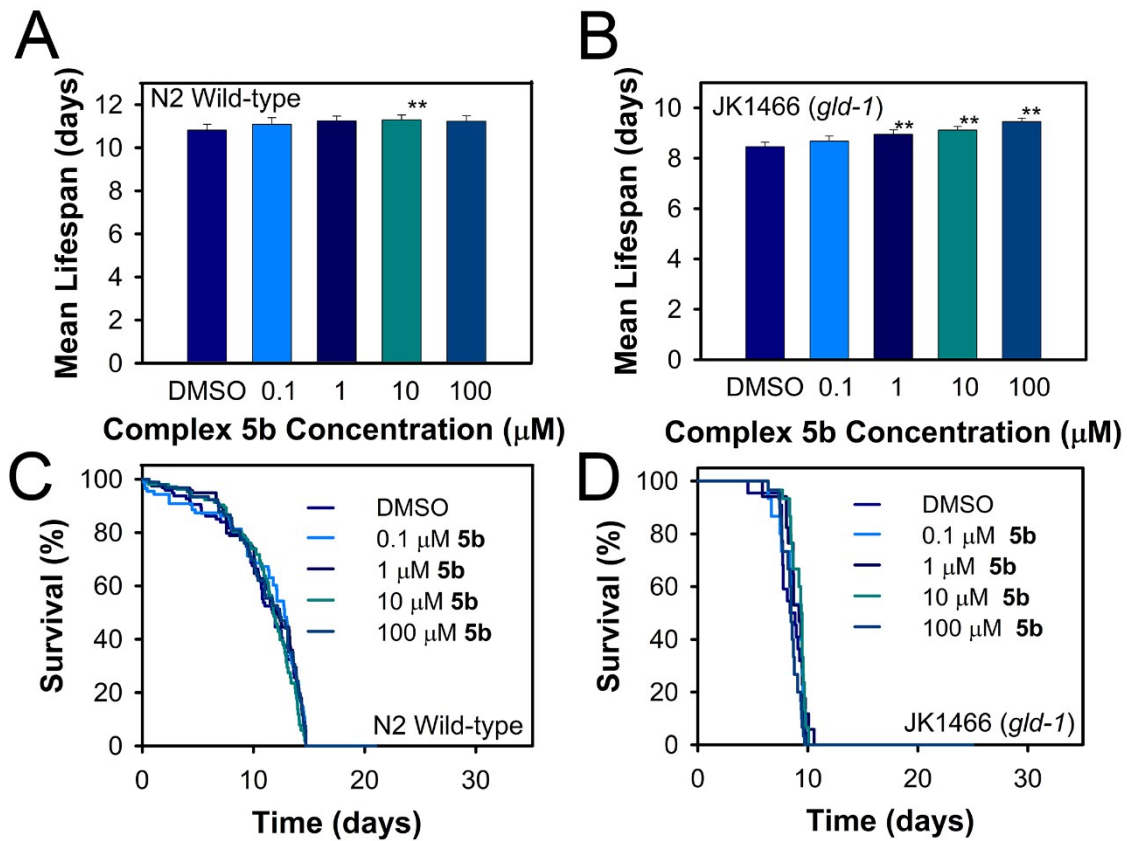 A
N2 Wild-type
**
Mean Lifespan (days)
12
10
8
6
4
2
0
DMSO 0.1 1 10 100
Complex 5b Concentration (μM)
B
JK1466 (gld-1)
** ** **
Mean Lifespan (days)
10
8
6
4
2
0
DMSO 0.1 1 10 100
Complex 5b Concentration (μM)
C
Survival (%)
100
80
60
40
20
0
DMSO
0.1 μM 5b
1 μM 5b
10 μM 5b
100 μM 5b
N2 Wild-type
0 10 20 30
Time (days)
D
Survival (%)
100
80
60
40
20
0
DMSO
0.1 μM 5b
1 μM 5b
10 μM 5b
100 μM 5b
JK1466 (gld-1)
0 10 20 30
Time (days)